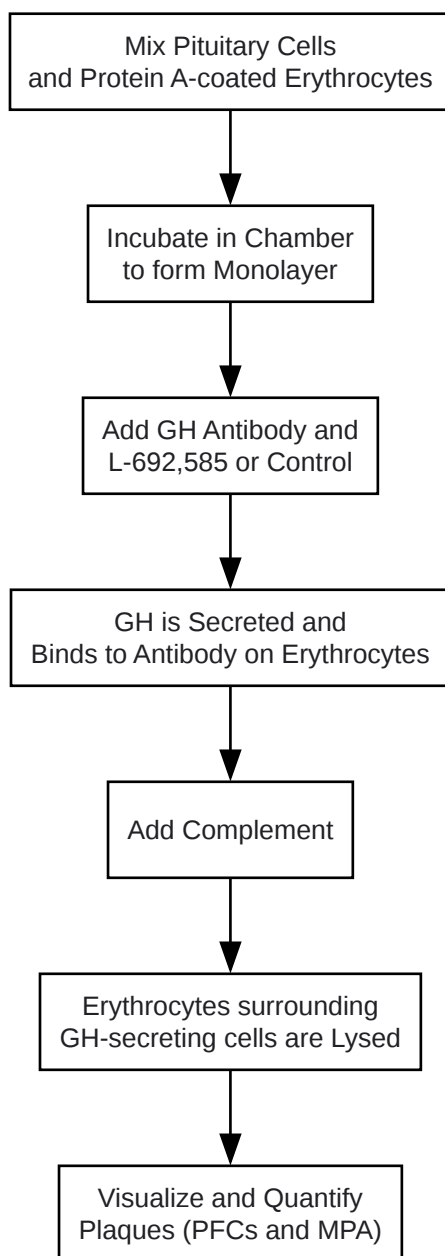 Mix Pituitary Cells
and Protein A-coated Erythrocytes
Incubate in Chamber
to form Monolayer
Add GH Antibody and
L-692,585 or Control
GH is Secreted and
Binds to Antibody on Erythrocytes
Add Complement
Erythrocytes surrounding
GH-secreting cells are Lysed
Visualize and Quantify
Plaques (PFCs and MPA)